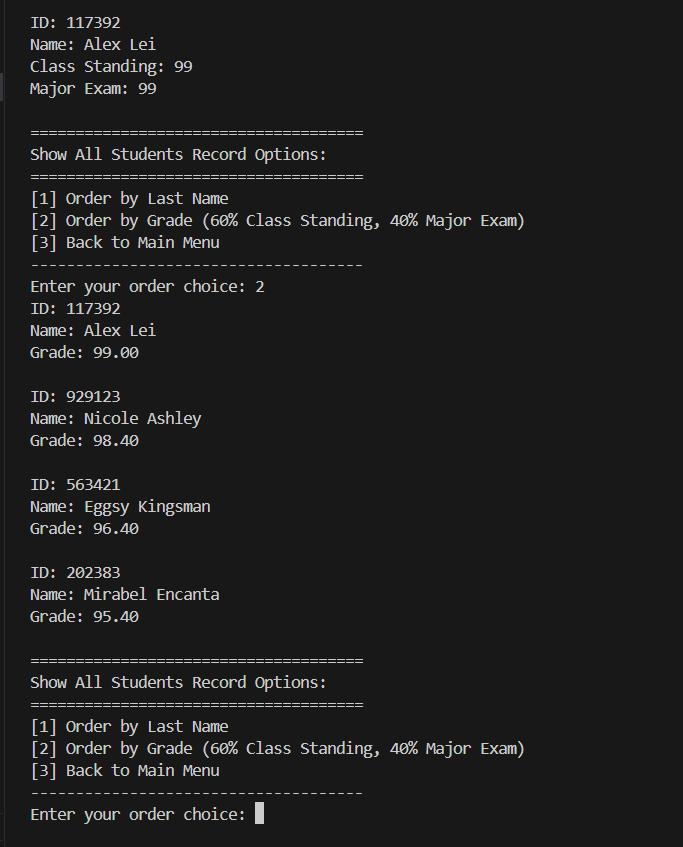 ID: 117392
Name: Alex Lei
Class Standing: 99
Major Exam: 99

=====================================
Show All Students Record Options:
=====================================
[1] Order by Last Name
[2] Order by Grade (60% Class Standing, 40% Major Exam)
[3] Back to Main Menu
-------------------------------------
Enter your order choice: 2
ID: 117392
Name: Alex Lei
Grade: 99.00

ID: 929123
Name: Nicole Ashley
Grade: 98.40

ID: 563421
Name: Eggsy Kingsman
Grade: 96.40

ID: 202383
Name: Mirabel Encanta
Grade: 95.40

=====================================
Show All Students Record Options:
=====================================
[1] Order by Last Name
[2] Order by Grade (60% Class Standing, 40% Major Exam)
[3] Back to Main Menu
-------------------------------------
Enter your order choice: